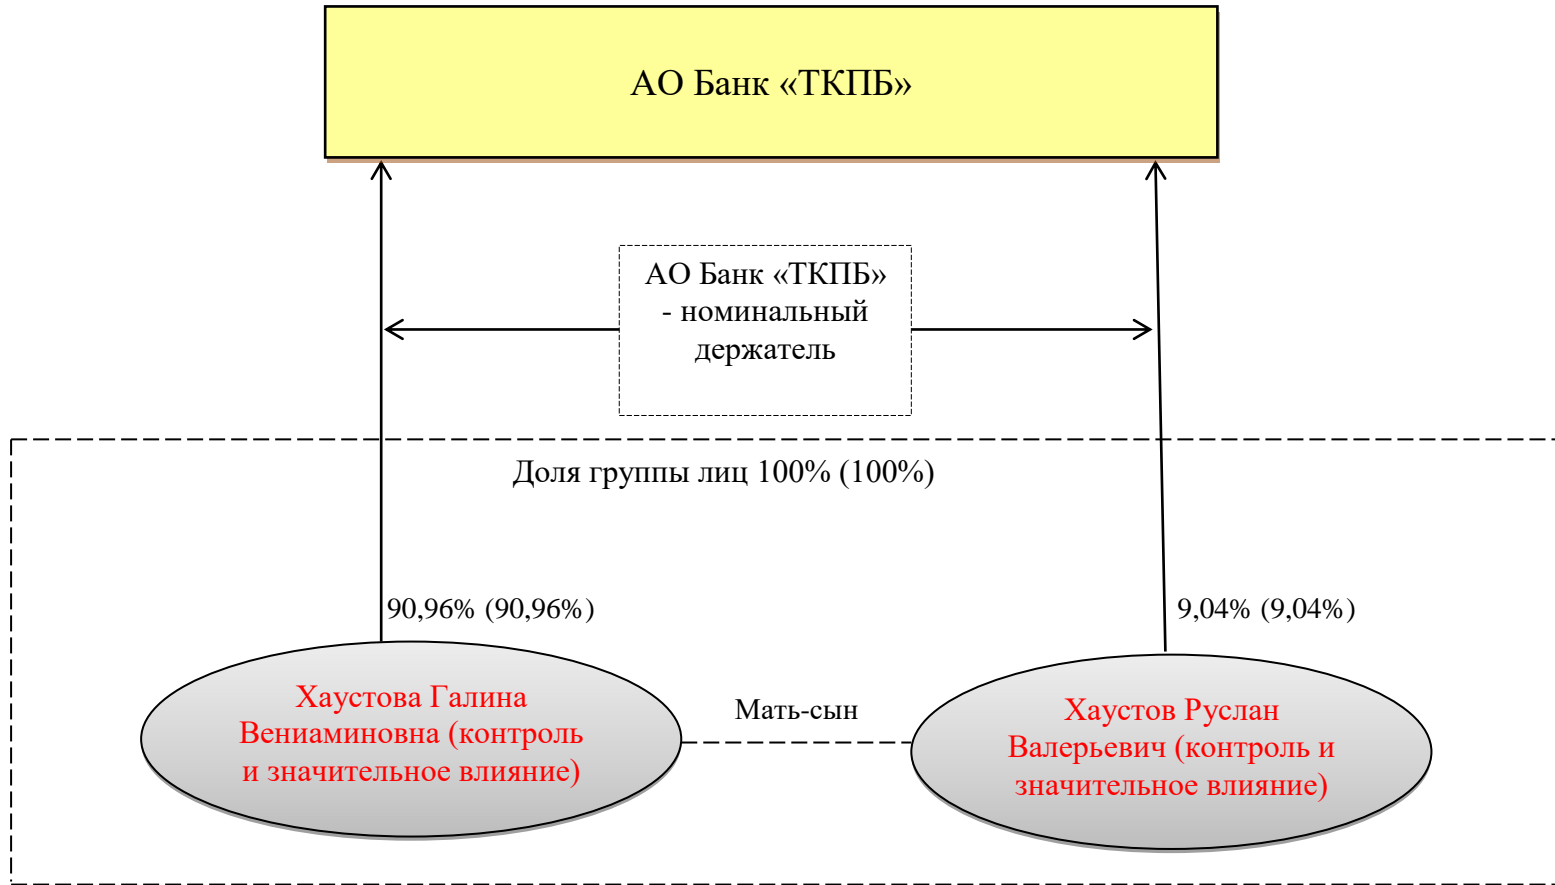 АО Банк «ТКПБ»
АО Банк «ТКПБ»
- номинальный
держатель
Доля группы лиц 100% (100%)
90,96% (90,96%)
9,04% (9,04%)
Хаустова Галина
Вениаминовна (контроль
и значительное влияние)
Мать-сын
Хаустов Руслан
Валерьевич (контроль и
значительное влияние)